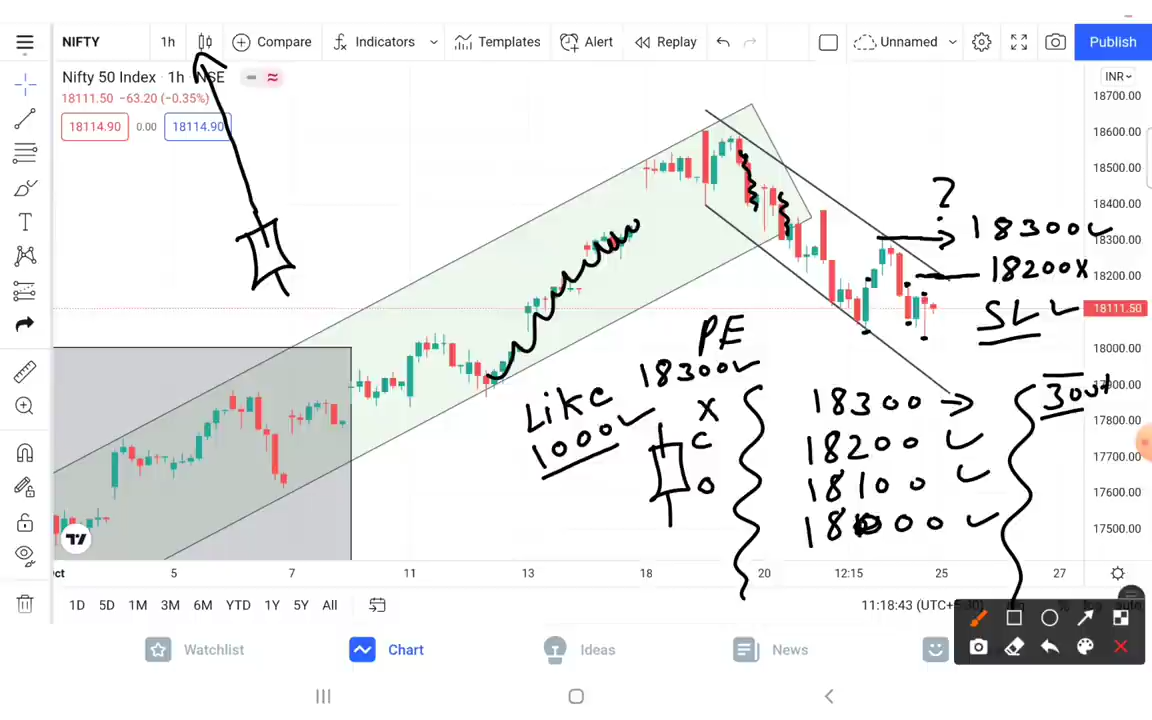 NIFTY 1h Compare Indicators Templates Alert Replay Unnamed Publish
Nifty 50 Index · 1h · NSE
18111.50 −63.20 (−0.35%)
18114.90 0.00 18114.90
INR
18700.00
18600.00
18500.00
18400.00
18300.00
18200.00
18111.50
18000.00
17900.00
17800.00
17700.00
17600.00
17500.00
?
18300
18200X
SL
PE
18300
X
C
O
Like
1000
18300
18200
18100
18000
5 7 11 13 18 20 12:15 25 27
1D 5D 1M 3M 6M YTD 1Y 5Y All
11:18:43 (UTC+5:30)
Watchlist Chart Ideas News